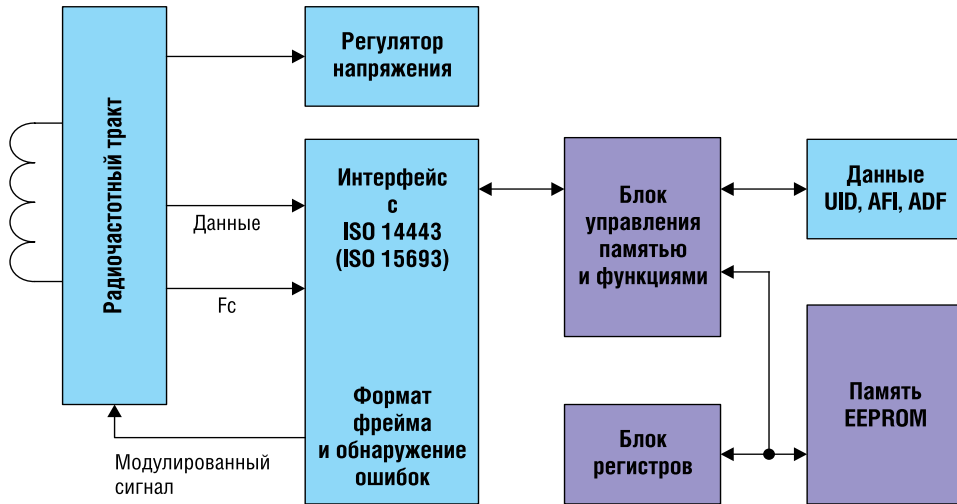 Радиочастотный тракт
Регулятор
напряжения
Данные
Fc
Модулированный
сигнал
Интерфейс
с
ISO 14443
(ISO 15693)
Формат
фрейма
и обнаружение
ошибок
Блок
управления
памятью
и функциями
Данные
UID, AFI, ADF
Блок
регистров
Память
EEPROM